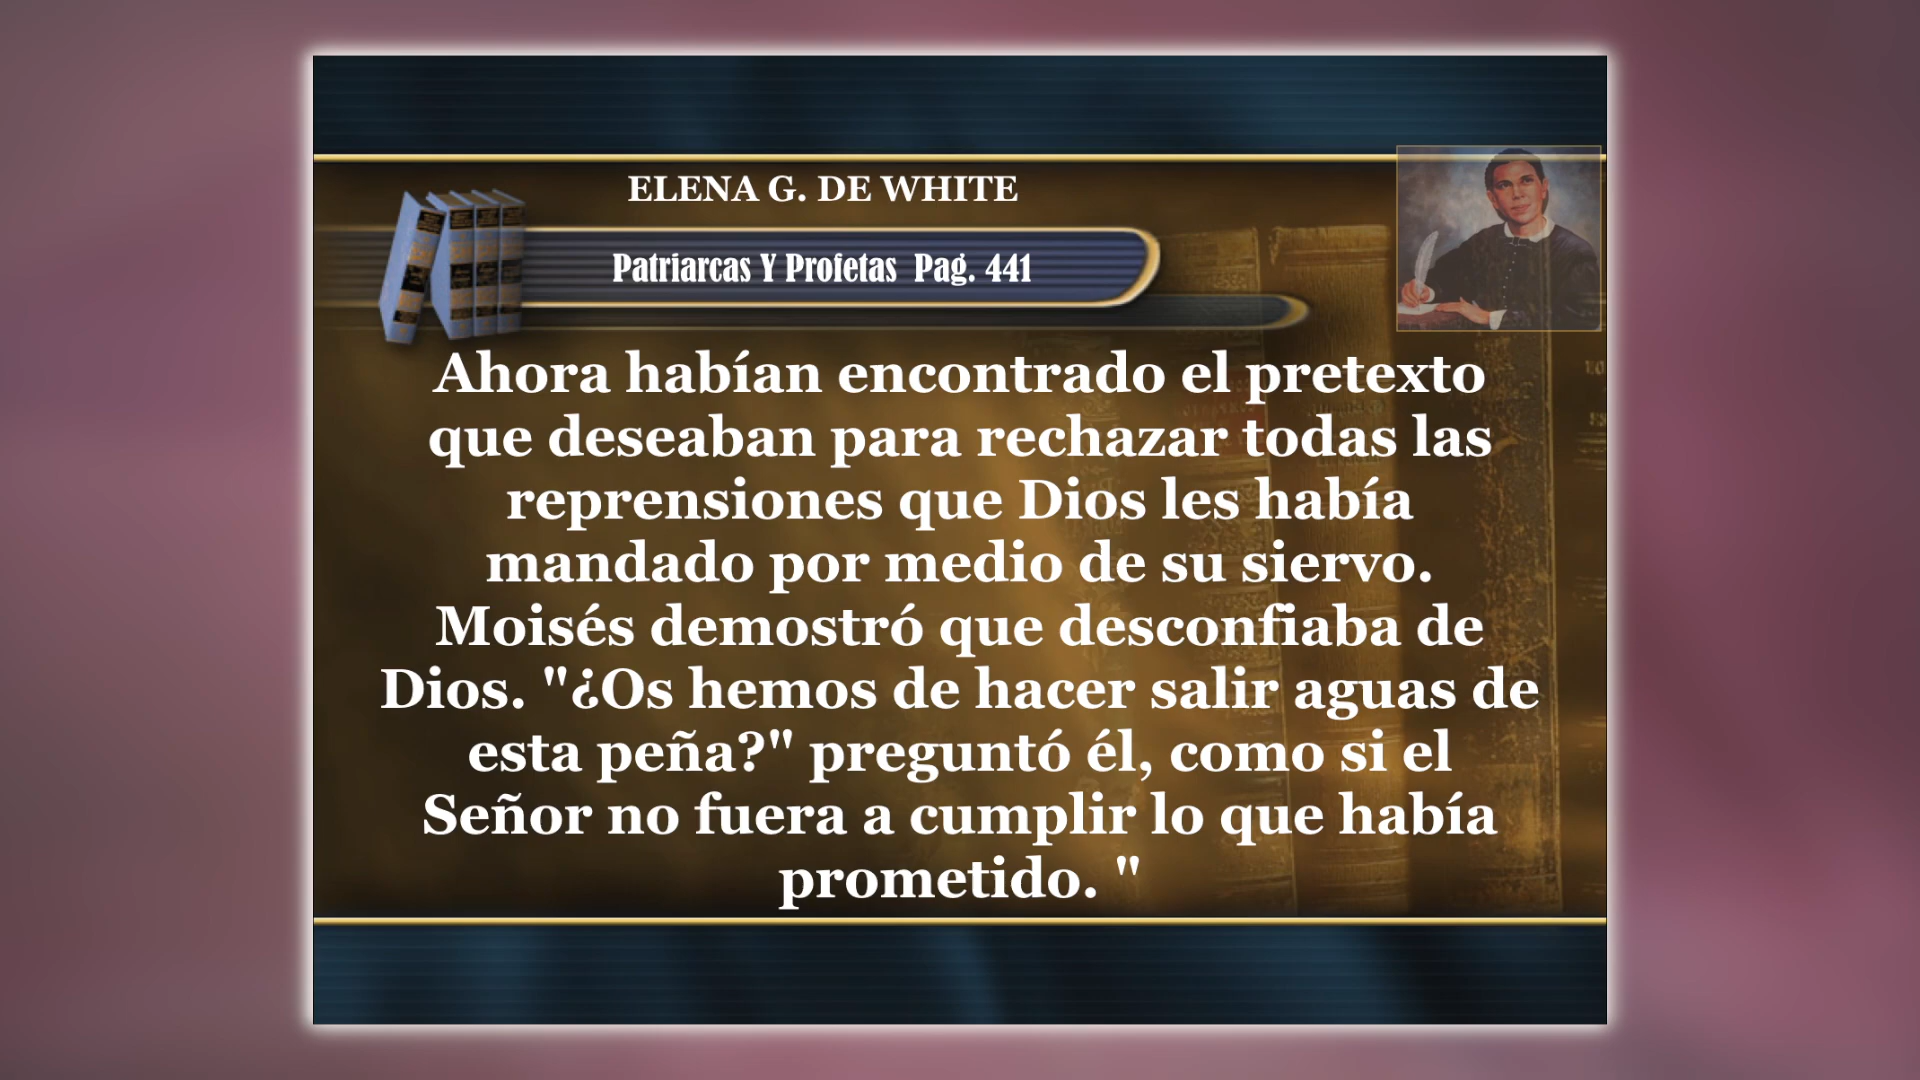 ELENA G. DE WHITE
Patriarcas Y Profetas Pag. 441
Ahora habían encontrado el pretexto
que deseaban para rechazar todas las
reprensiones que Dios les había
mandado por medio de su siervo.
Moisés demostró que desconfiaba de
Dios. "¿Os hemos de hacer salir aguas de
esta peña?" preguntó él, como si el
Señor no fuera a cumplir lo que había
prometido. "